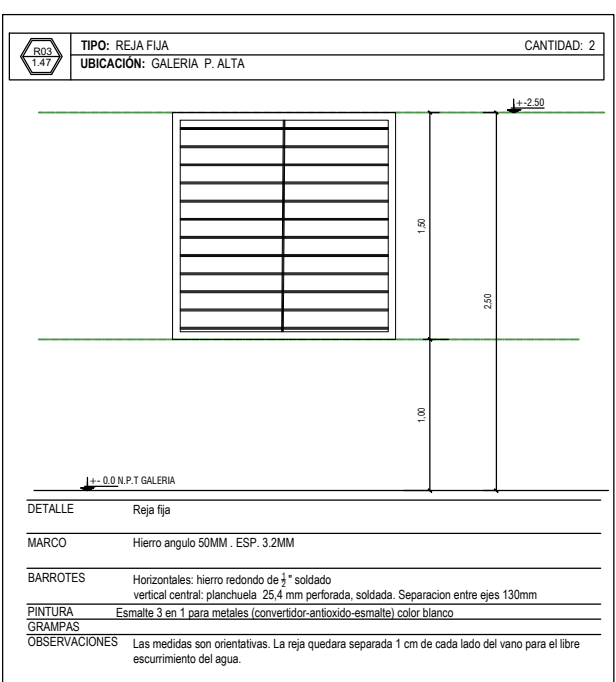 R03
1.47
TIPO: REJA FIJA
CANTIDAD: 2
UBICACIÓN: GALERIA P. ALTA
+-2.50
1,50
2,50
1,00
+- 0.0 N.P.T GALERIA
DETALLE Reja fija
MARCO Hierro angulo 50MM . ESP. 3.2MM
BARROTES Horizontales: hierro redondo de ½" soldado
vertical central: planchuela 25,4 mm perforada, soldada. Separacion entre ejes 130mm
PINTURA Esmalte 3 en 1 para metales (convertidor-antioxido-esmalte) color blanco
GRAMPAS
OBSERVACIONES Las medidas son orientativas. La reja quedara separada 1 cm de cada lado del vano para el libre
escurrimiento del agua.